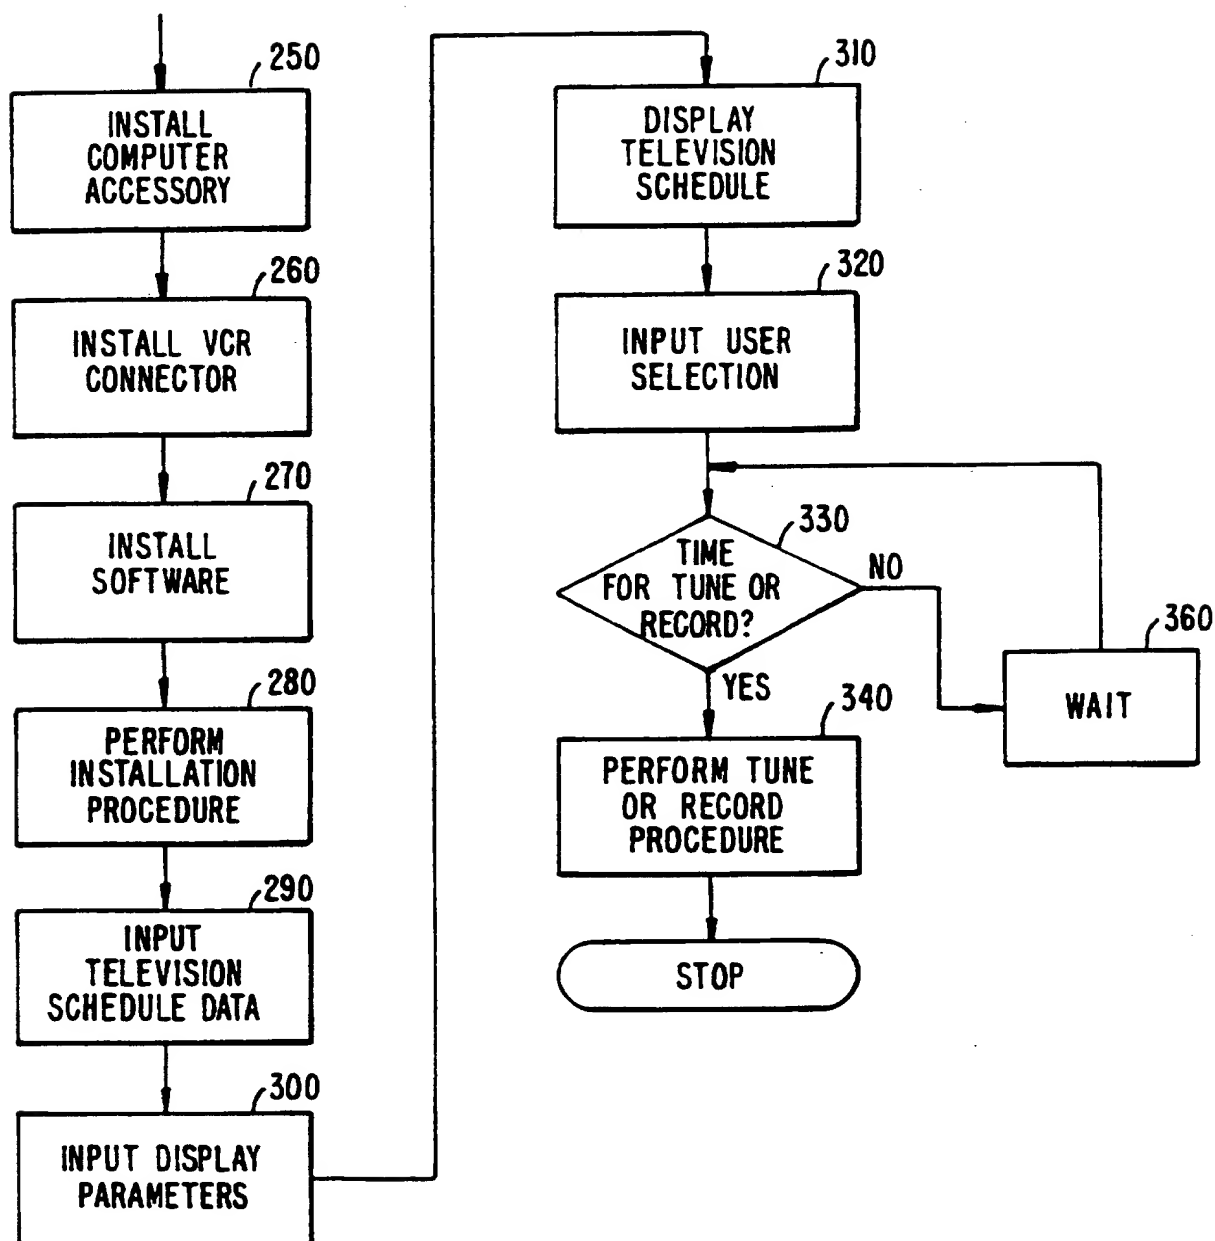 250
INSTALL
COMPUTER
ACCESSORY
260
INSTALL VCR
CONNECTOR
270
INSTALL
SOFTWARE
280
PERFORM
INSTALLATION
PROCEDURE
290
INPUT
TELEVISION
SCHEDULE DATA
300
INPUT DISPLAY
PARAMETERS
310
DISPLAY
TELEVISION
SCHEDULE
320
INPUT USER
SELECTION
330
TIME
FOR TUNE OR
RECORD?
NO
YES
360
WAIT
340
PERFORM TUNE
OR RECORD
PROCEDURE
STOP